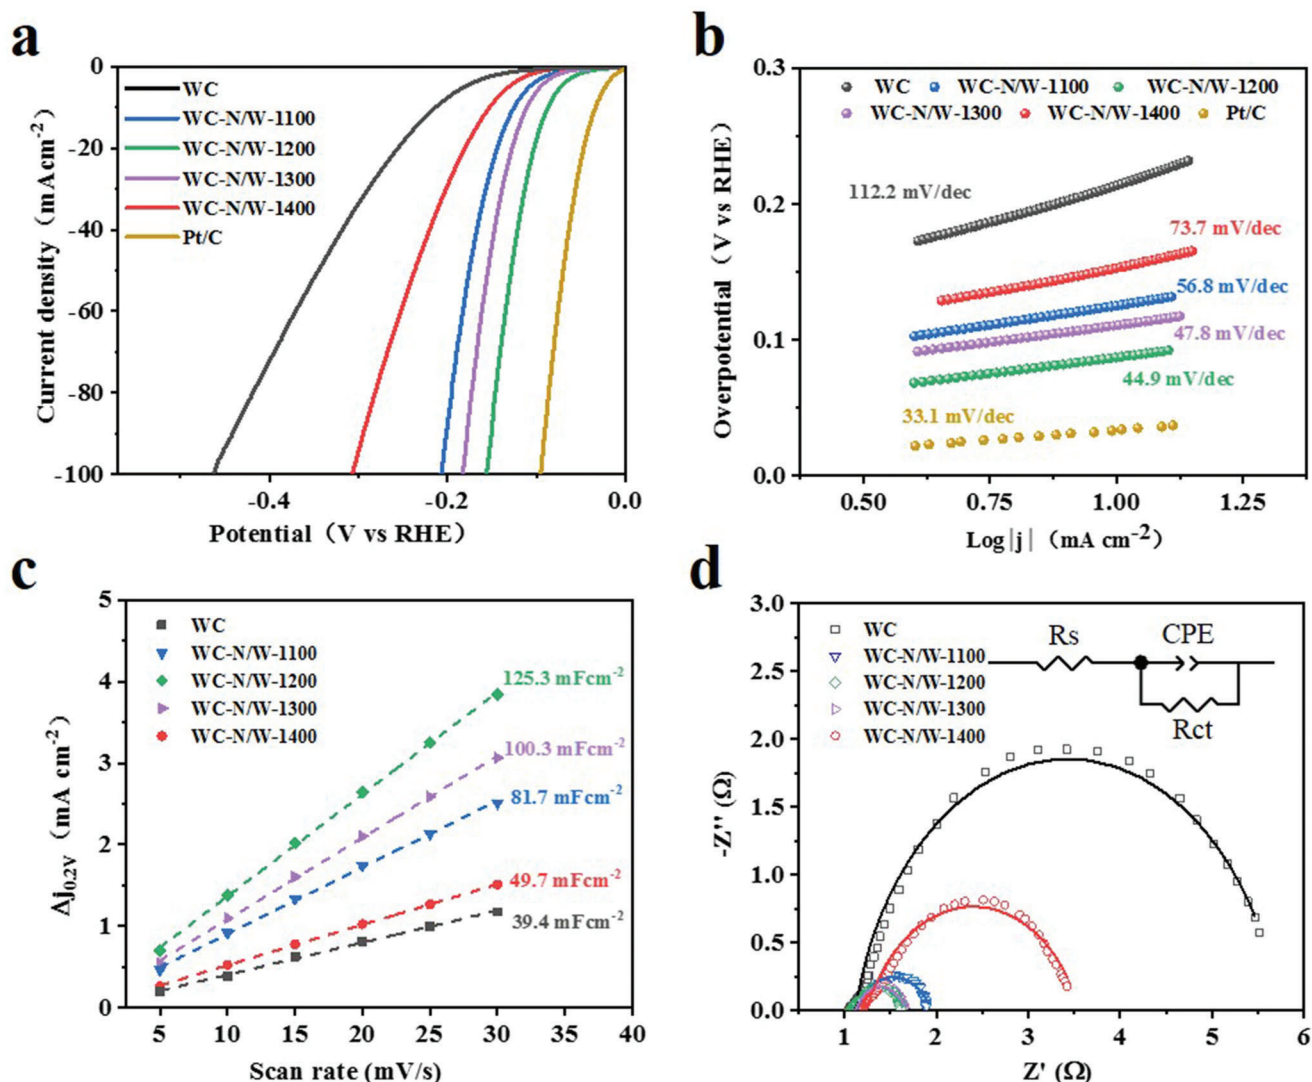 a
0
-20
-40
-60
-80
-100
-0.4
-0.2
0.0
Current density (mAcm-2)
Potential (V vs RHE)
WC
WC-N/W-1100
WC-N/W-1200
WC-N/W-1300
WC-N/W-1400
Pt/C
b
0.3
0.2
0.1
0.0
0.50
0.75
1.00
1.25
Overpotential (V vs RHE)
Log|j| (mA cm-2)
WC WC-N/W-1100 WC-N/W-1200
WC-N/W-1300 WC-N/W-1400 Pt/C
112.2 mV/dec
73.7 mV/dec
56.8 mV/dec
47.8 mV/dec
44.9 mV/dec
33.1 mV/dec
c
5
4
3
2
1
0
5
10
15
20
25
30
35
40
Δj0.2V (mA cm-2)
Scan rate (mV/s)
WC
WC-N/W-1100
WC-N/W-1200
WC-N/W-1300
WC-N/W-1400
125.3 mFcm-2
100.3 mFcm-2
81.7 mFcm-2
49.7 mFcm-2
39.4 mFcm-2
d
3.0
2.5
2.0
1.5
1.0
0.5
0.0
1
2
3
4
5
6
-Z'' (Ω)
Z' (Ω)
WC
WC-N/W-1100
WC-N/W-1200
WC-N/W-1300
WC-N/W-1400
Rs
CPE
Rct